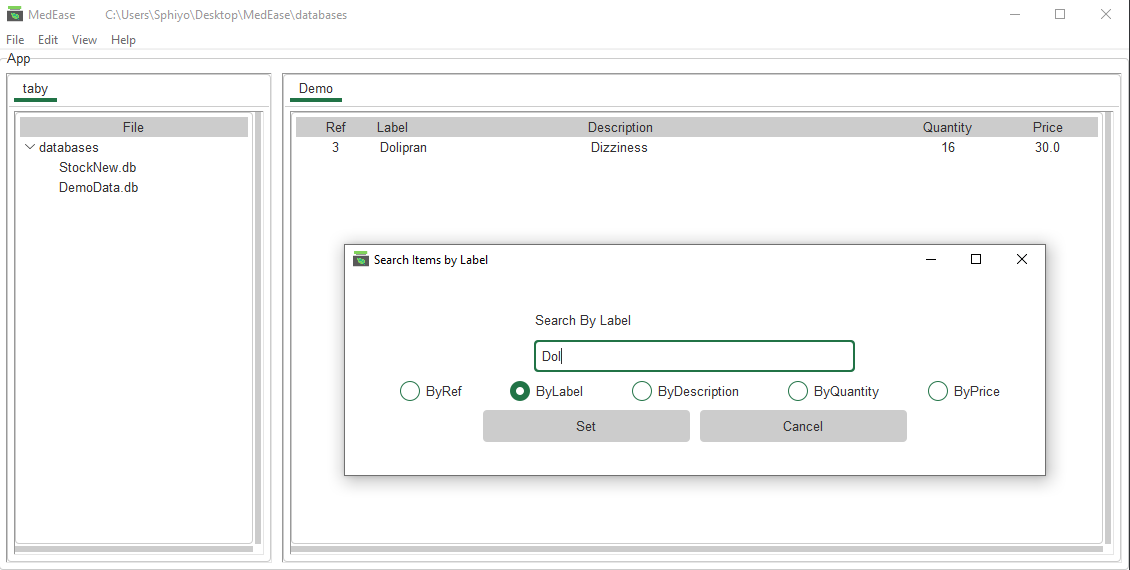 MedEase C:\Users\Sphiyo\Desktop\MedEase\databases
File Edit View Help
App
taby
File
databases
StockNew.db
DemoData.db
Demo
Ref Label Description Quantity Price
3 Dolipran Dizziness 16 30.0
Search Items by Label
Search By Label
Dol
ByRef ByLabel ByDescription ByQuantity ByPrice
Set Cancel